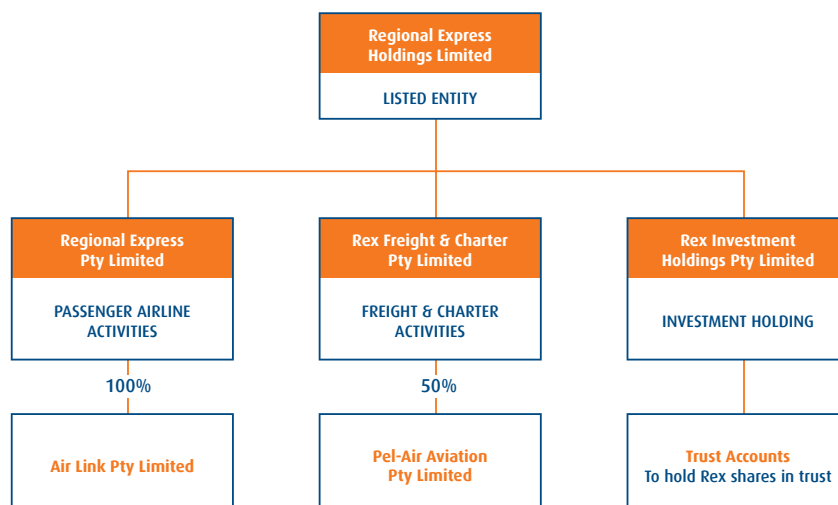 Regional Express
Holdings Limited
LISTED ENTITY
Regional Express
Pty Limited
PASSENGER AIRLINE
ACTIVITIES
Rex Freight & Charter
Pty Limited
FREIGHT & CHARTER
ACTIVITIES
Rex Investment
Holdings Pty Limited
INVESTMENT HOLDING
100%
50%
Air Link Pty Limited
Pel-Air Aviation
Pty Limited
Trust Accounts
To hold Rex shares in trust